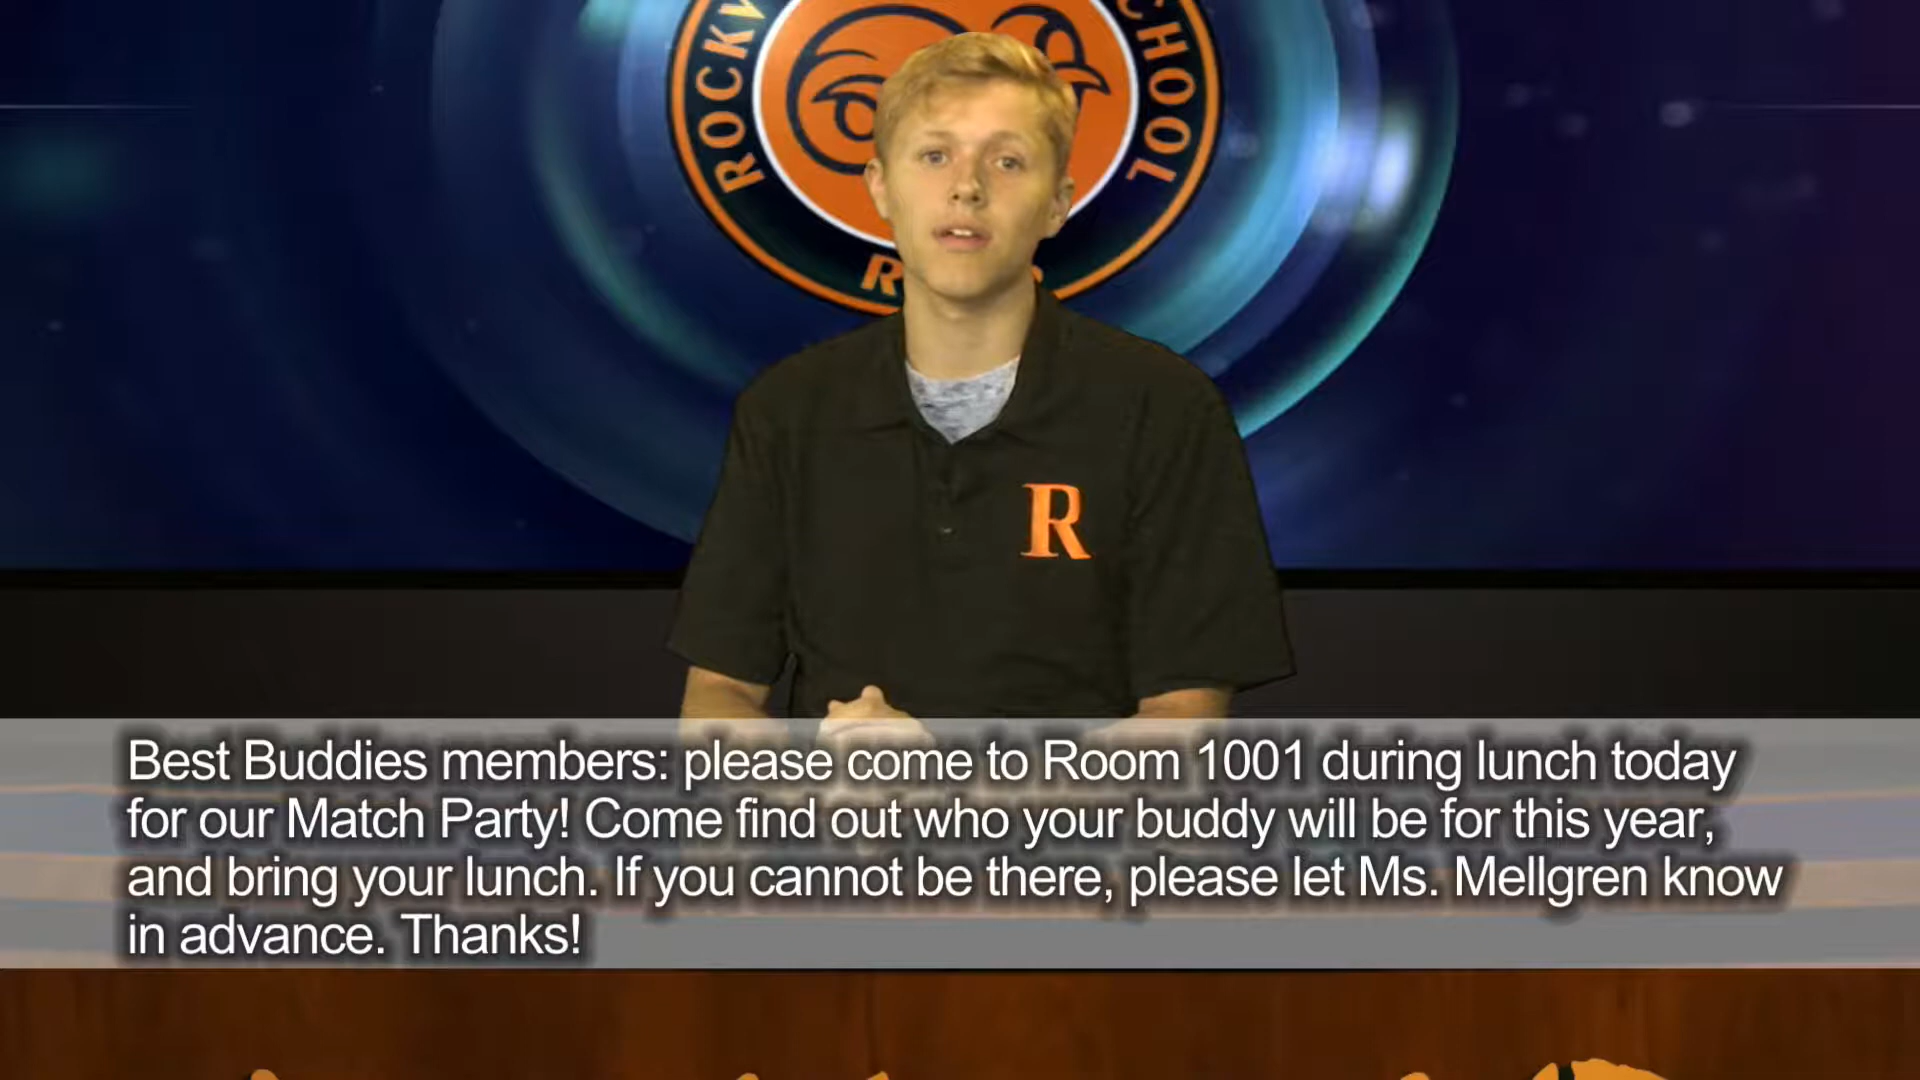 ROCKV
HOOL
R
R
Best Buddies members: please come to Room 1001 during lunch today
for our Match Party! Come find out who your buddy will be for this year,
and bring your lunch. If you cannot be there, please let Ms. Mellgren know
in advance. Thanks!